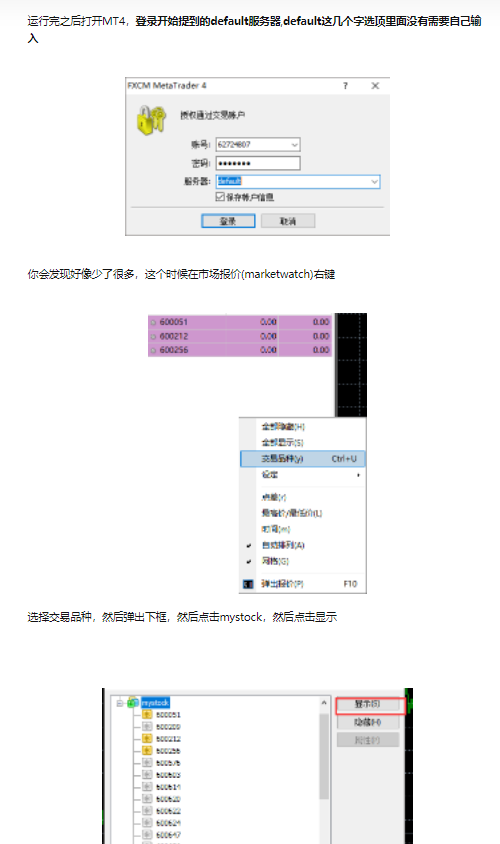 运行完之后打开MT4，登录开始提到的default服务器,default这几个字选项里面没有需要自己输
入
FXCM MetaTrader 4 ? ×
授权通过交易账户
账号: 62724807
密码: •••••••
服务器: default
保存帐户信息
登录 取消
你会发现好像少了很多，这个时候在市场报价(marketwatch)右键
600051 0.00 0.00
600212 0.00 0.00
600256 0.00 0.00
全部隐藏(H)
全部显示(S)
交易品种(y) Ctrl+U
设定
点差(r)
最高价/最低价(L)
时间(m)
自动排列(A)
网格(G)
弹出报价(P) F10
选择交易品种，然后弹出下框，然后点击mystock，然后点击显示
mystock 显示(S)
600051
600209 隐藏(H)
600212
600256
600576
600603
600614
600620
600622
600624
600647